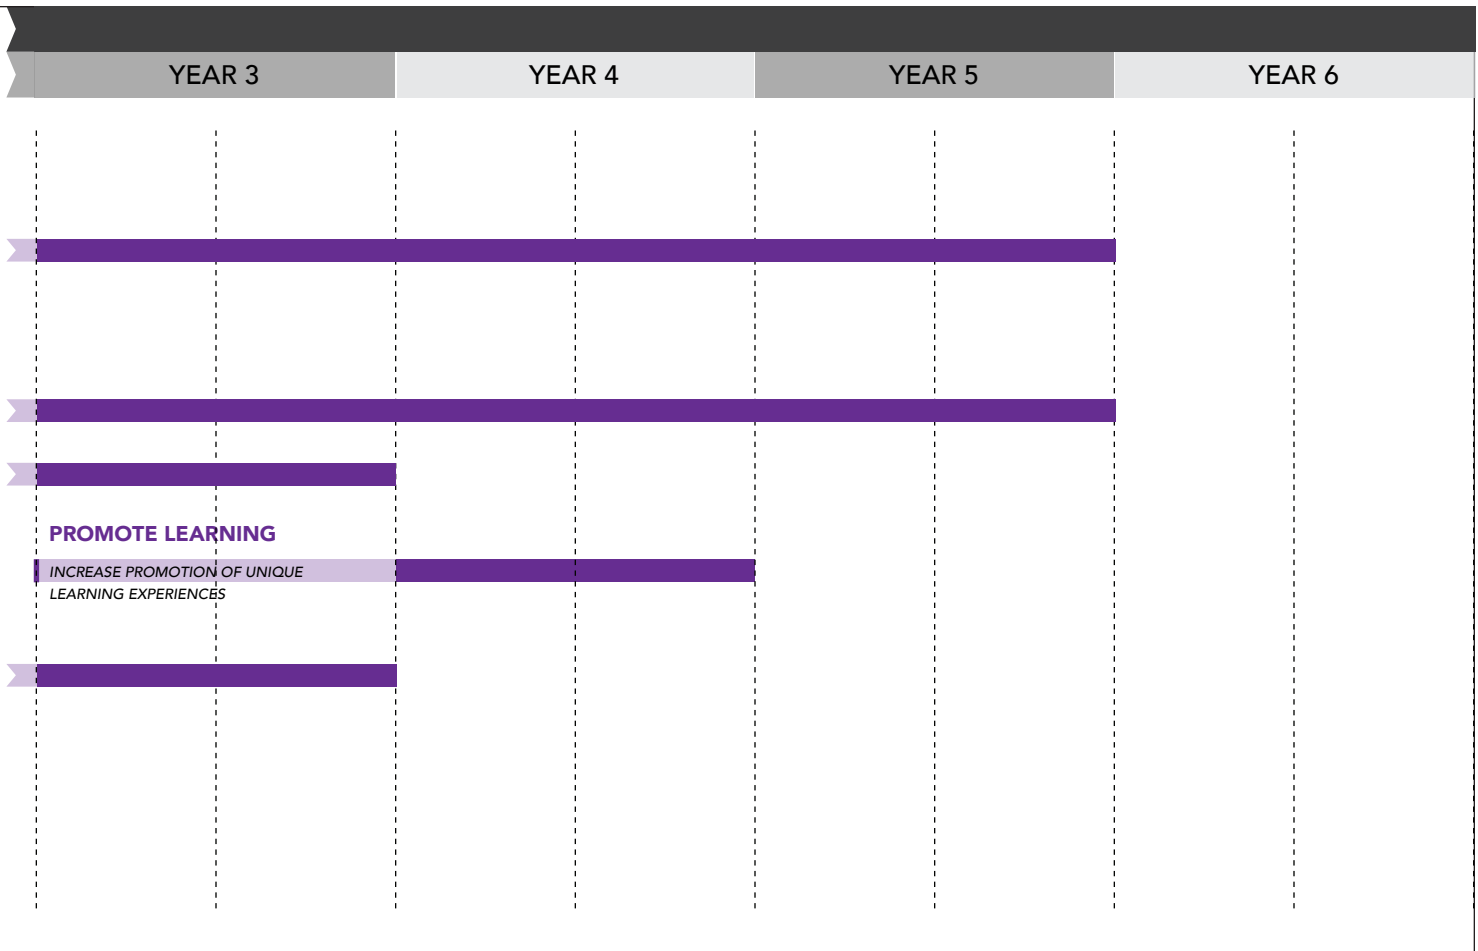 YEAR 3 YEAR 4 YEAR 5 YEAR 6
PROMOTE LEARNING
INCREASE PROMOTION OF UNIQUE
LEARNING EXPERIENCES